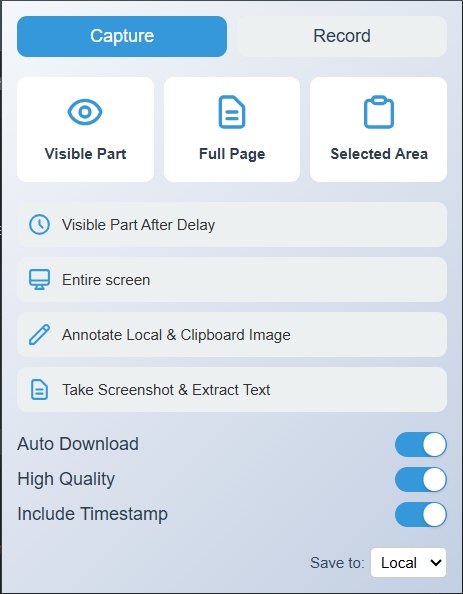 Capture
Record
Visible Part
Full Page
Selected Area
Visible Part After Delay
Entire screen
Annotate Local & Clipboard Image
Take Screenshot & Extract Text
Auto Download
High Quality
Include Timestamp
Save to: Local